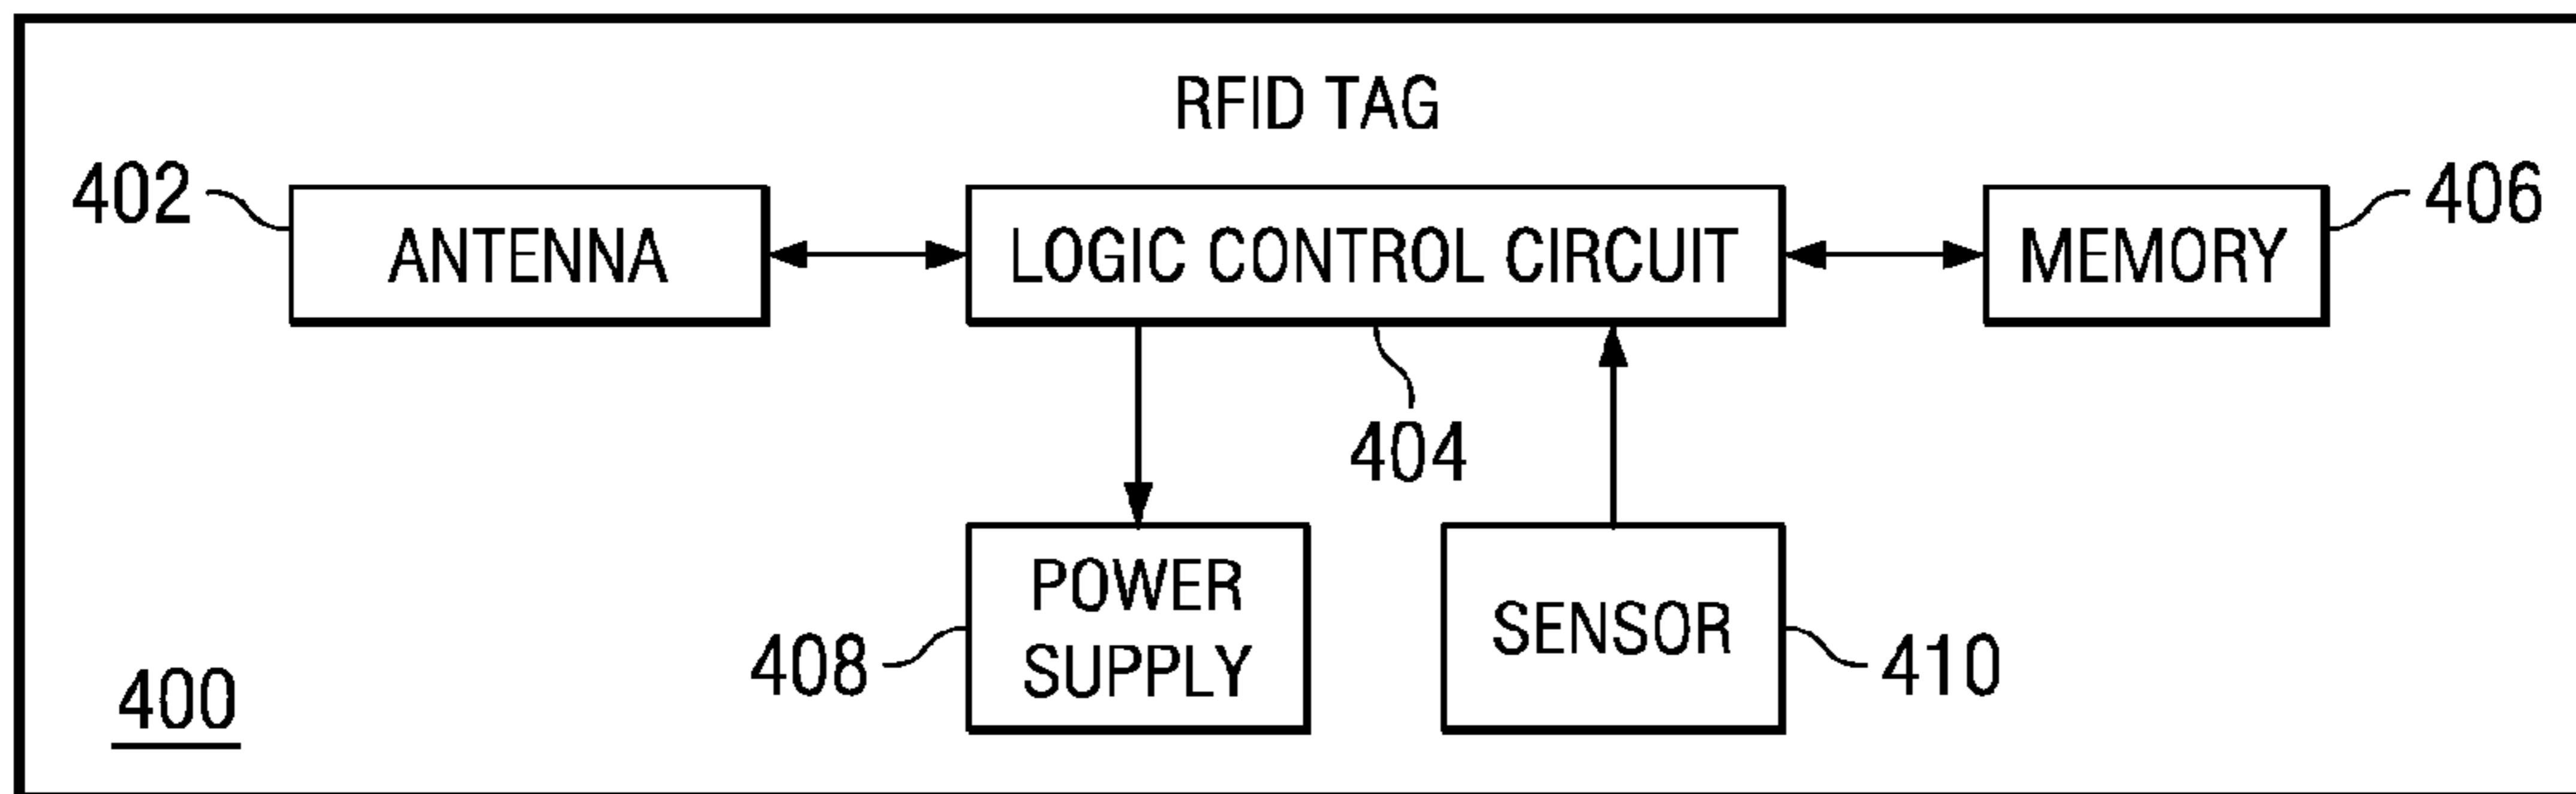 RFID TAG
402
ANTENNA
LOGIC CONTROL CIRCUIT
MEMORY
406
404
408
POWER
SUPPLY
SENSOR
410
400